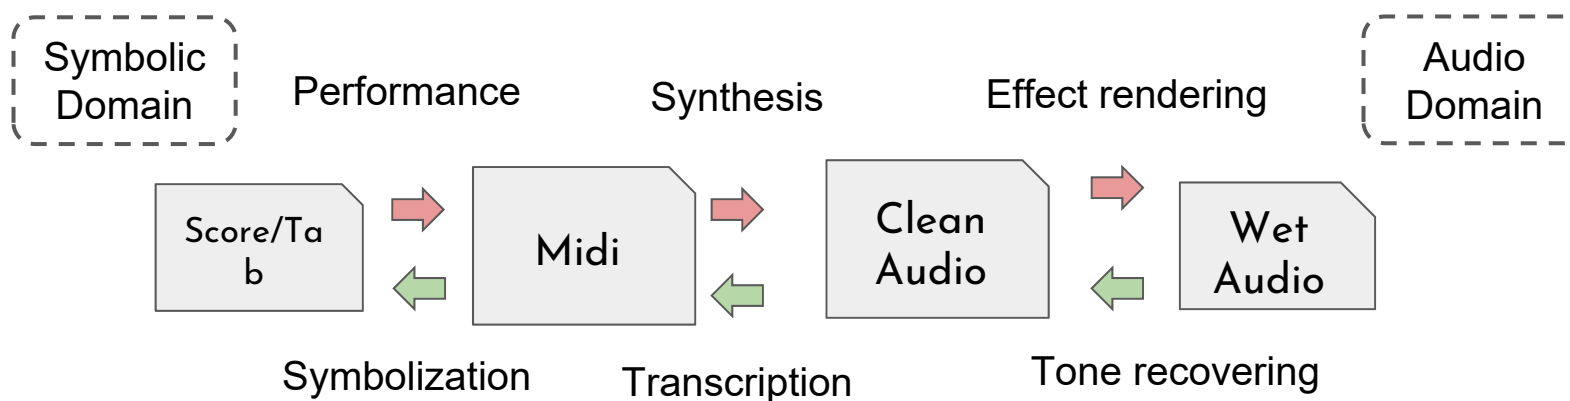 Symbolic
Domain
Performance
Synthesis
Effect rendering
Audio
Domain
Score/Ta
b
Midi
Clean
Audio
Wet
Audio
Symbolization
Transcription
Tone recovering